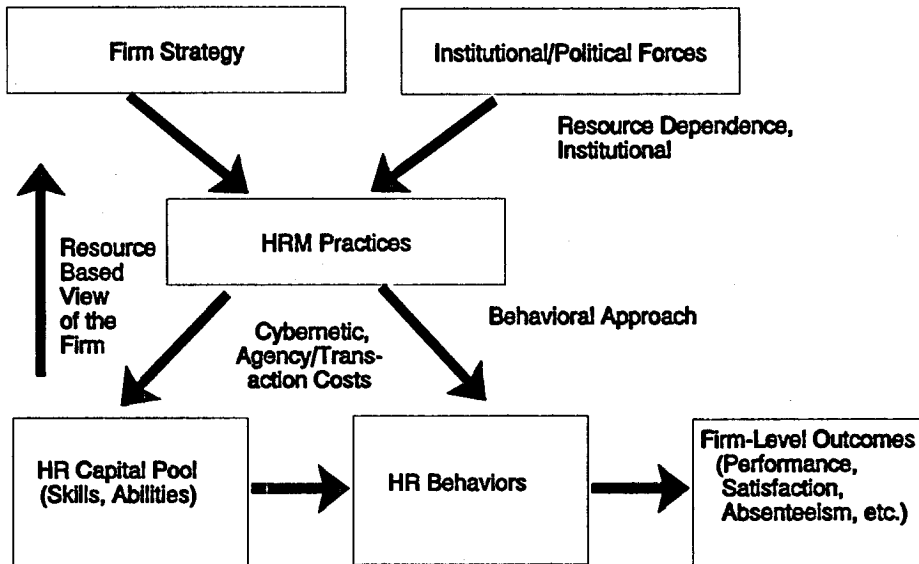 Firm Strategy
Institutional/Political Forces
Resource Dependence,
Institutional
HRM Practices
Resource
Based
View
of the
Firm
Cybernetic,
Agency/Trans-
action Costs
Behavioral Approach
HR Capital Pool
(Skills, Abilities)
HR Behaviors
Firm-Level Outcomes
(Performance,
Satisfaction,
Absenteeism, etc.)